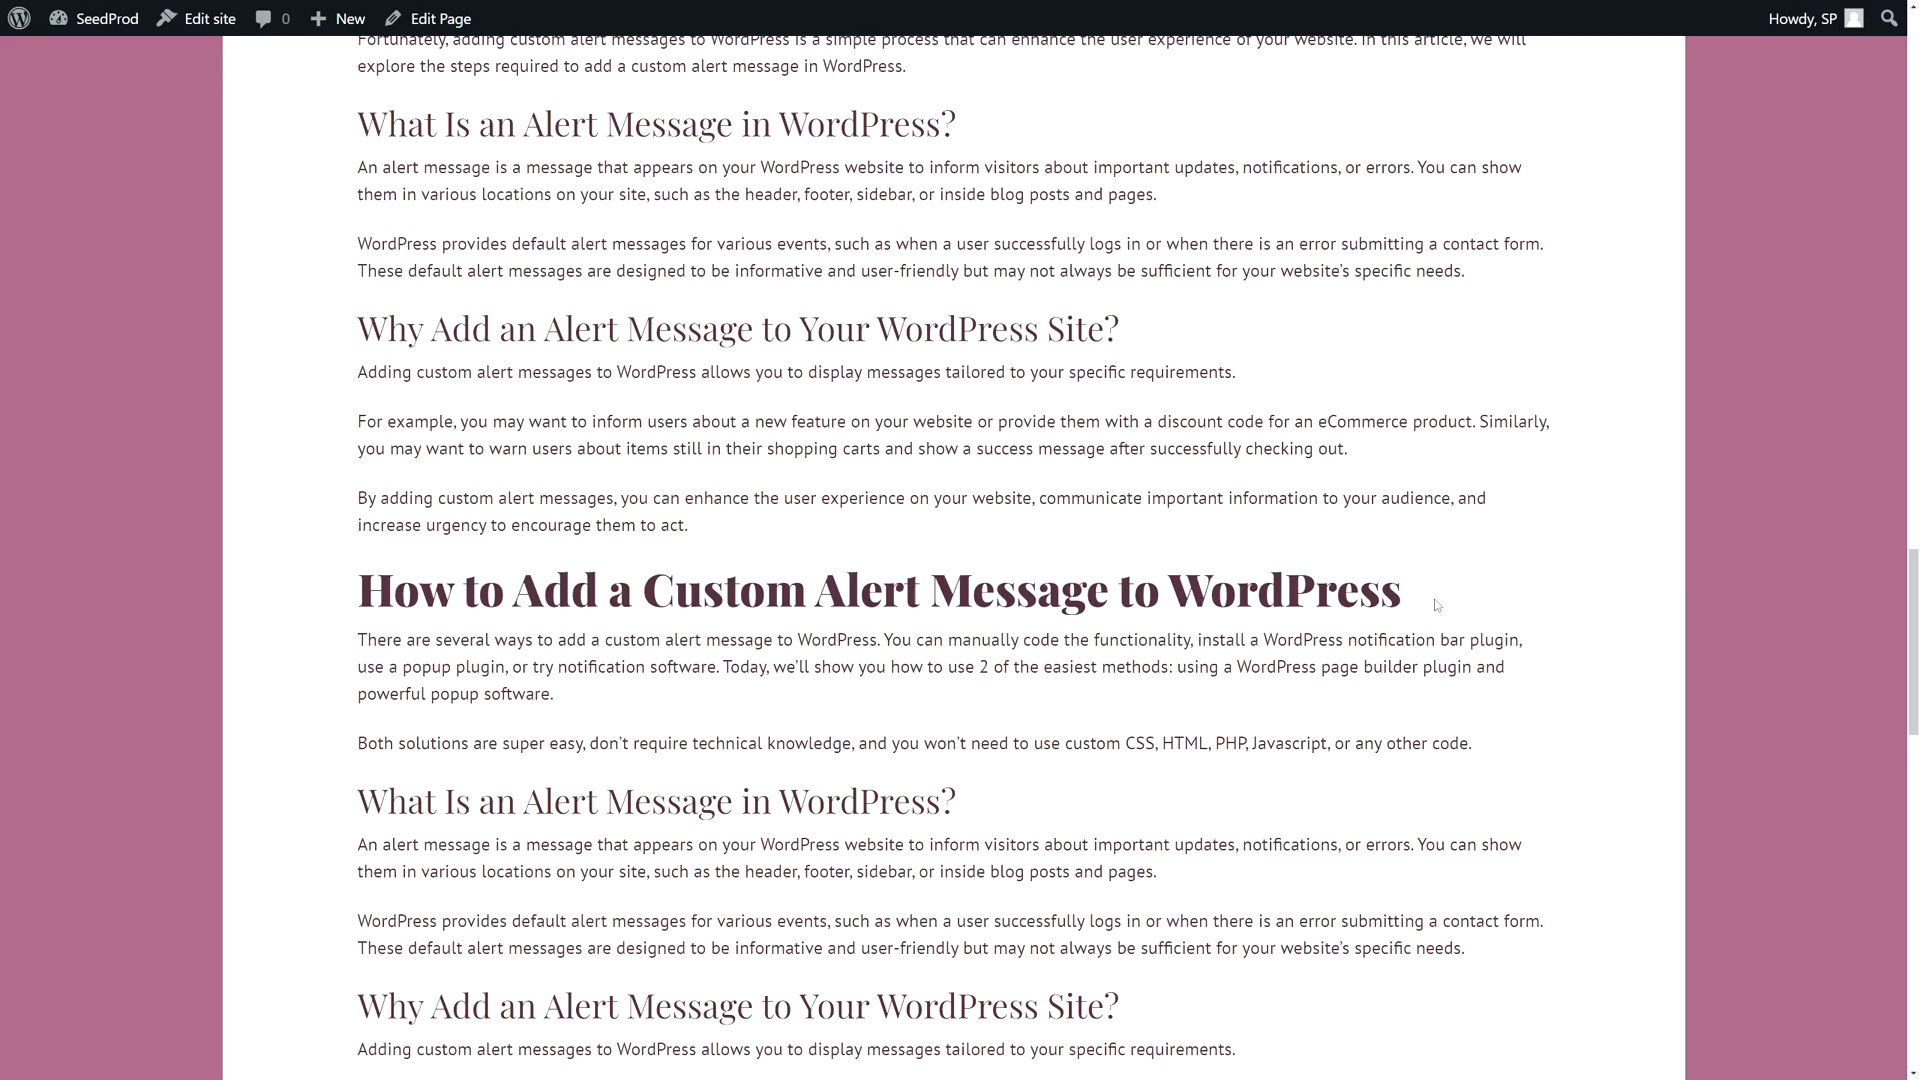 SeedProd Edit site 0 New Edit Page Howdy, SP
Fortunately, adding custom alert messages to WordPress is a simple process that can enhance the user experience of your website. In this article, we will
explore the steps required to add a custom alert message in WordPress.
What Is an Alert Message in WordPress?
An alert message is a message that appears on your WordPress website to inform visitors about important updates, notifications, or errors. You can show
them in various locations on your site, such as the header, footer, sidebar, or inside blog posts and pages.
WordPress provides default alert messages for various events, such as when a user successfully logs in or when there is an error submitting a contact form.
These default alert messages are designed to be informative and user-friendly but may not always be sufficient for your website’s specific needs.
Why Add an Alert Message to Your WordPress Site?
Adding custom alert messages to WordPress allows you to display messages tailored to your specific requirements.
For example, you may want to inform users about a new feature on your website or provide them with a discount code for an eCommerce product. Similarly,
you may want to warn users about items still in their shopping carts and show a success message after successfully checking out.
By adding custom alert messages, you can enhance the user experience on your website, communicate important information to your audience, and
increase urgency to encourage them to act.
How to Add a Custom Alert Message to WordPress
There are several ways to add a custom alert message to WordPress. You can manually code the functionality, install a WordPress notification bar plugin,
use a popup plugin, or try notification software. Today, we’ll show you how to use 2 of the easiest methods: using a WordPress page builder plugin and
powerful popup software.
Both solutions are super easy, don’t require technical knowledge, and you won’t need to use custom CSS, HTML, PHP, Javascript, or any other code.
What Is an Alert Message in WordPress?
An alert message is a message that appears on your WordPress website to inform visitors about important updates, notifications, or errors. You can show
them in various locations on your site, such as the header, footer, sidebar, or inside blog posts and pages.
WordPress provides default alert messages for various events, such as when a user successfully logs in or when there is an error submitting a contact form.
These default alert messages are designed to be informative and user-friendly but may not always be sufficient for your website’s specific needs.
Why Add an Alert Message to Your WordPress Site?
Adding custom alert messages to WordPress allows you to display messages tailored to your specific requirements.